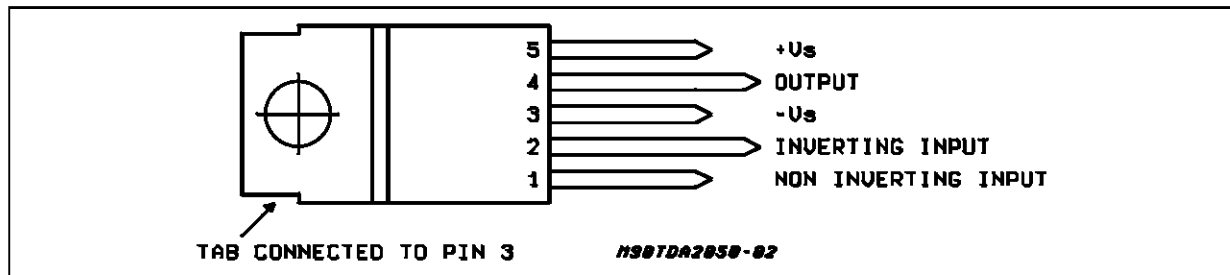 5 +Vs
4 OUTPUT
3 -Vs
2 INVERTING INPUT
1 NON INVERTING INPUT
TAB CONNECTED TO PIN 3
M90TDA2050-02